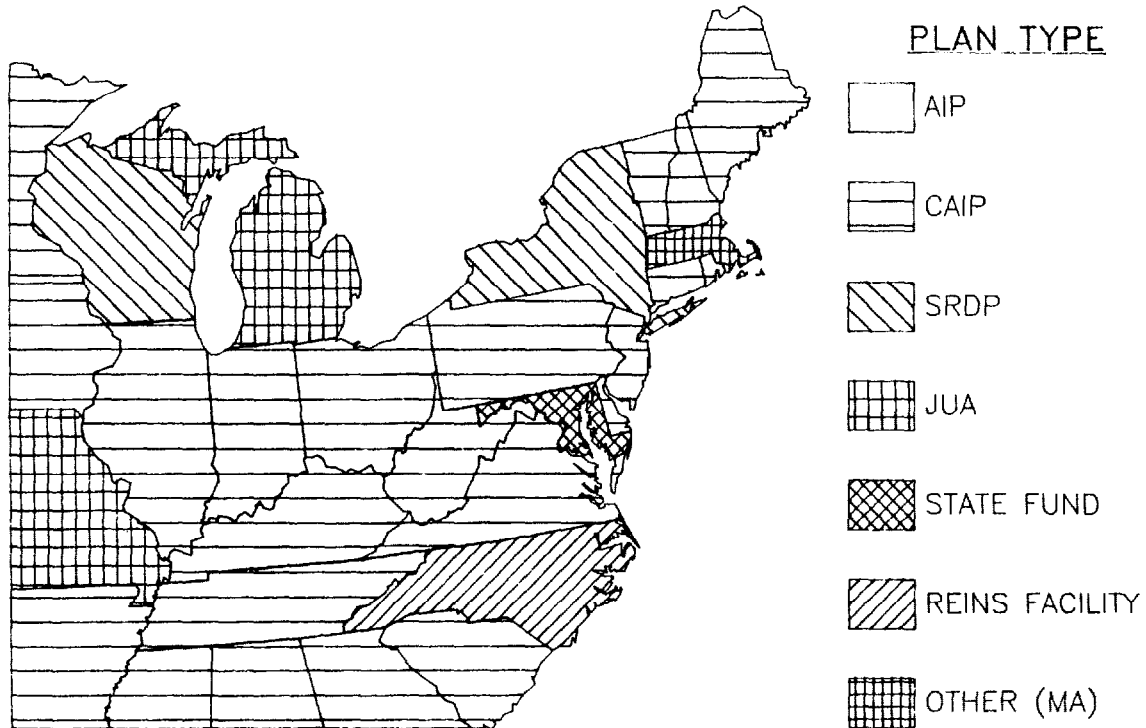 PLAN TYPE
AIP
CAIP
SRDP
JUA
STATE FUND
REINS FACILITY
OTHER (MA)